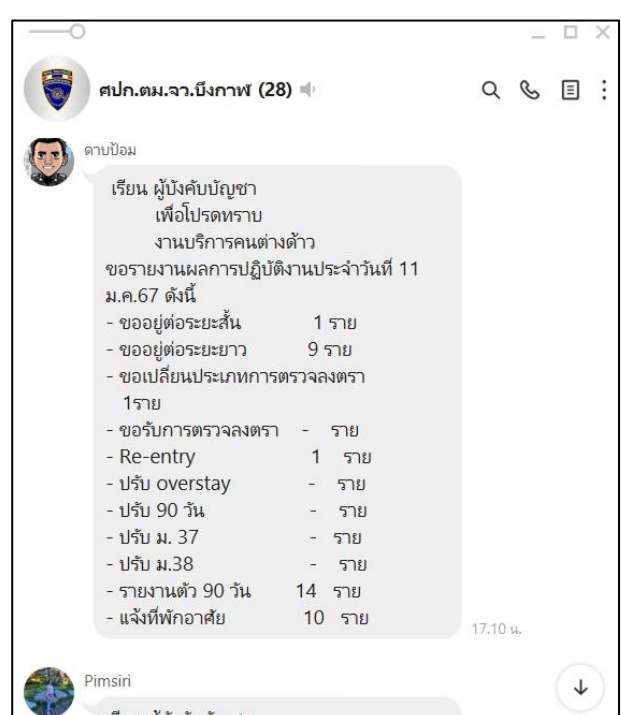 ศปก.ตม.จว.บึงกาฬ (28)
ดาบป้อม
เรียน ผู้บังคับบัญชา
เพื่อโปรดทราบ
งานบริการคนต่างด้าว
ขอรายงานผลการปฏิบัติงานประจำวันที่ 11
ม.ค.67 ดังนี้
- ขออยู่ต่อระยะสั้น 1 ราย
- ขออยู่ต่อระยะยาว 9 ราย
- ขอเปลี่ยนประเภทการตรวจลงตรา
1ราย
- ขอรับการตรวจลงตรา - ราย
- Re-entry 1 ราย
- ปรับ overstay - ราย
- ปรับ 90 วัน - ราย
- ปรับ ม. 37 - ราย
- ปรับ ม.38 - ราย
- รายงานตัว 90 วัน 14 ราย
- แจ้งที่พักอาศัย 10 ราย
17.10 น.
Pimsiri